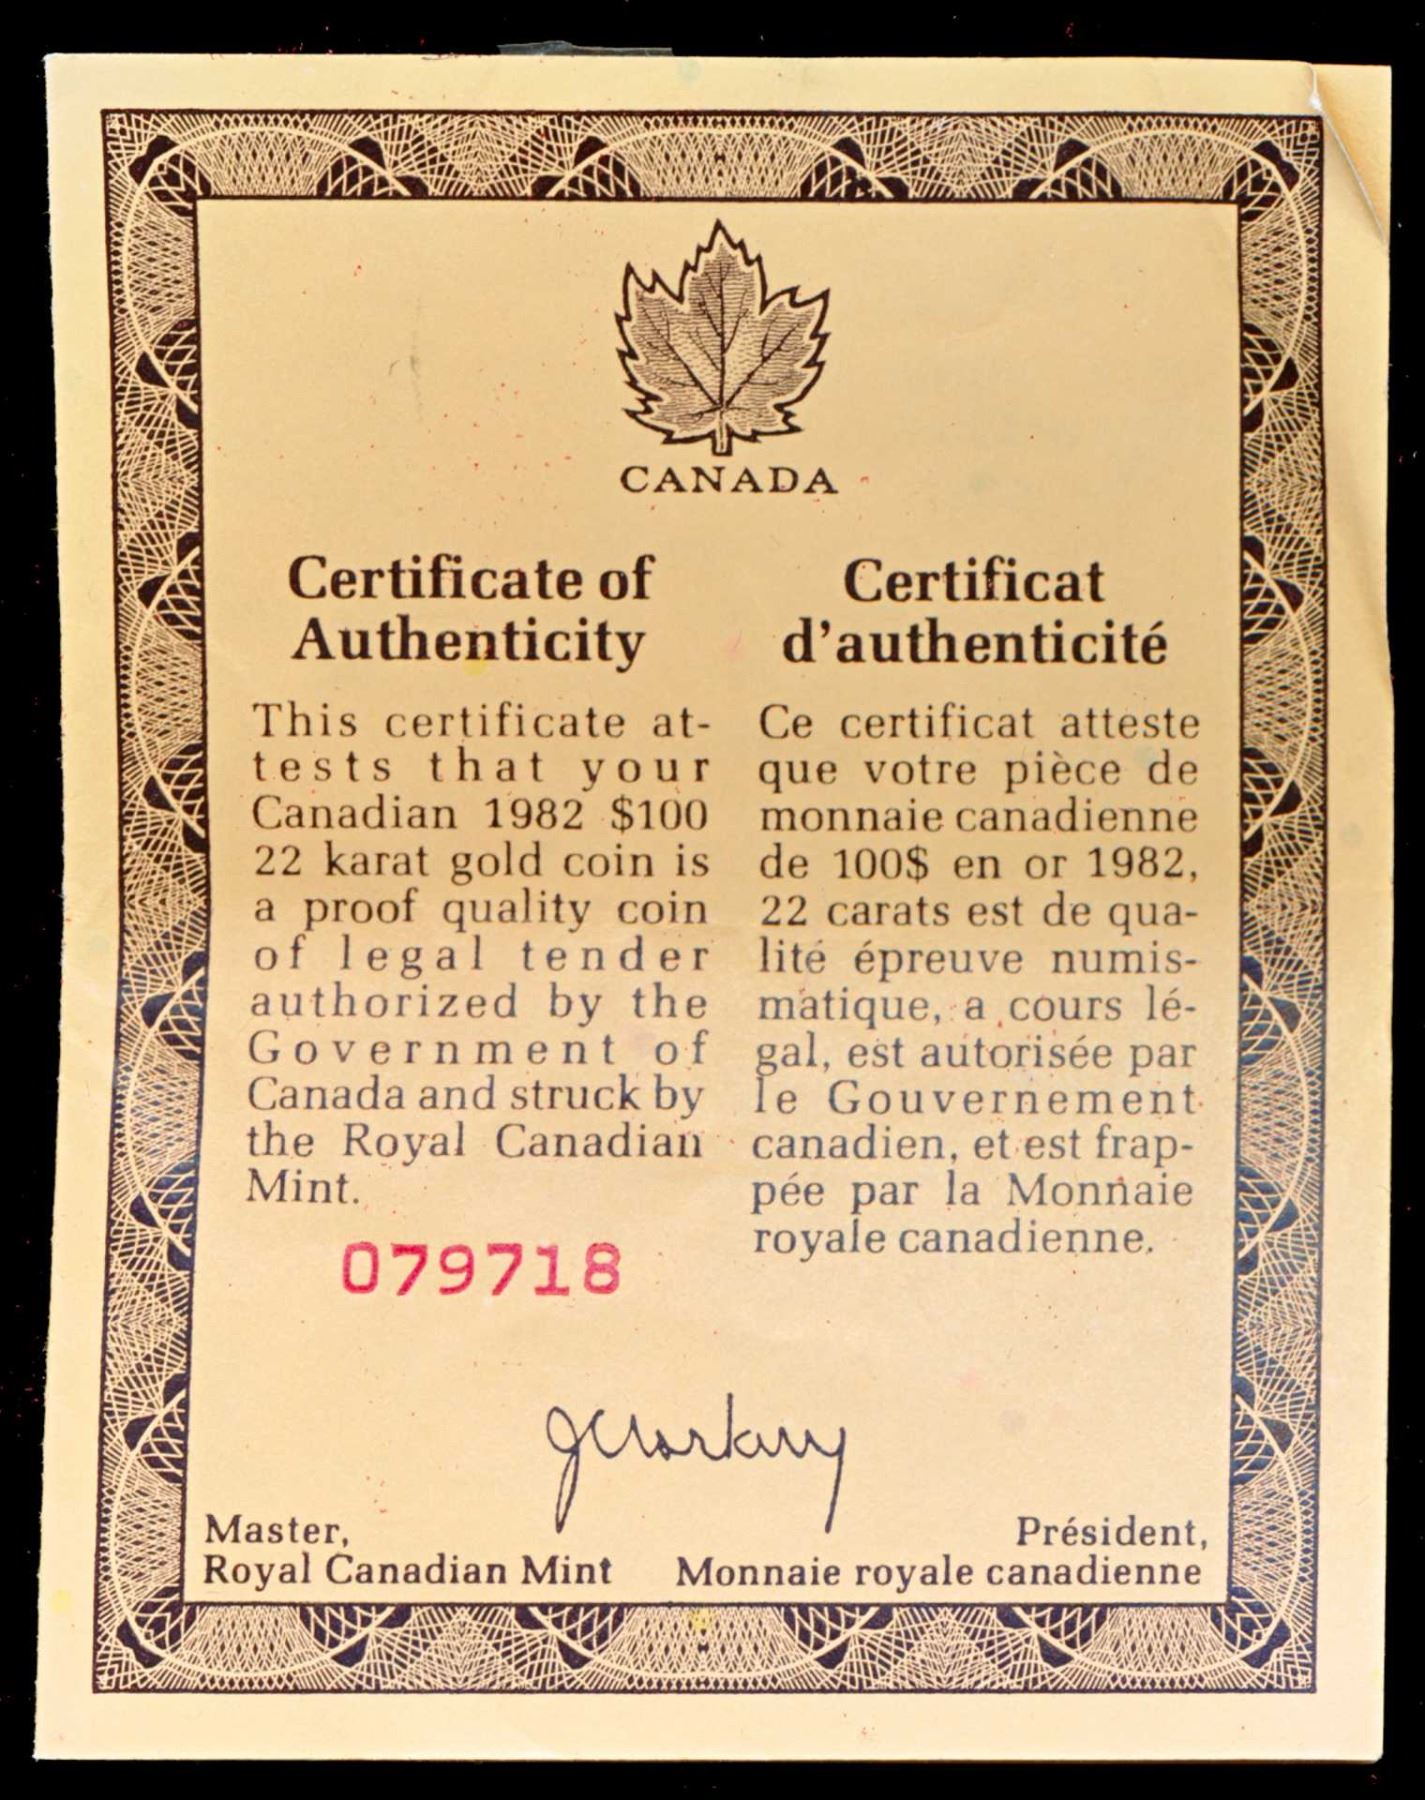 CANADA
Certificate of
Authenticity
This certificate at-
tests that your
Canadian 1982 $100
22 karat gold coin is
a proof quality coin
of legal tender
authorized by the
Government of
Canada and struck by
the Royal Canadian
Mint.
079718
Certificat
d'authenticité
Ce certificat atteste
que votre pièce de
monnaie canadienne
de 100$ en or 1982,
22 carats est de qua-
lité épreuve numis-
matique, a cours lé-
gal, est autorisée par
le Gouvernement
canadien, et est frap-
pée par la Monnaie
royale canadienne.
Master,
Royal Canadian Mint
Président,
Monnaie royale canadienne